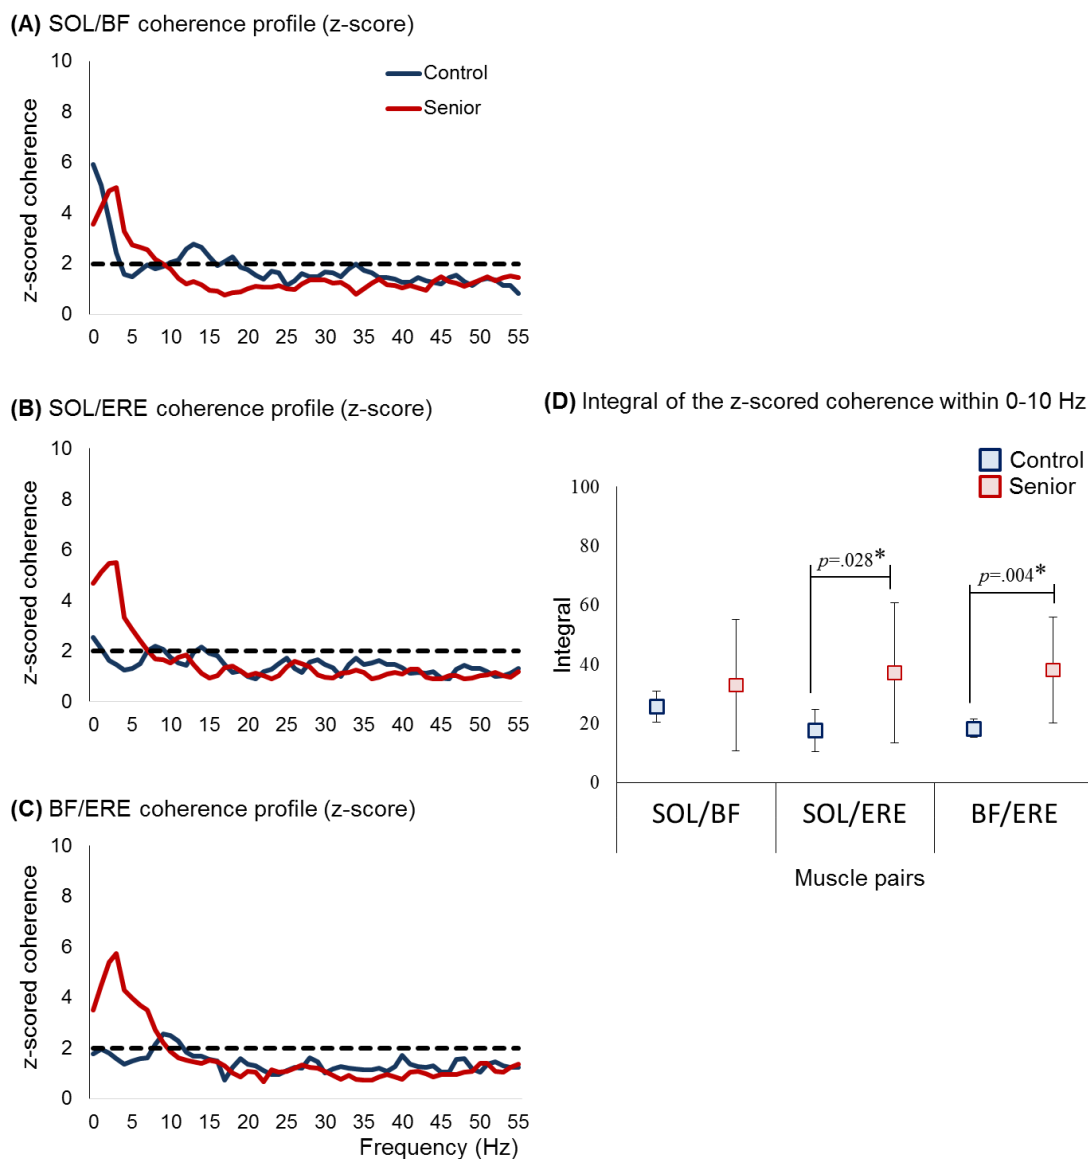 (A) SOL/BF coherence profile (z-score)
10
8
6
4
2
0
z-scored coherence
Control
Senior
0 5 10 15 20 25 30 35 40 45 50 55
(B) SOL/ERE coherence profile (z-score)
10
8
6
4
2
0
z-scored coherence
0 5 10 15 20 25 30 35 40 45 50 55
(C) BF/ERE coherence profile (z-score)
10
8
6
4
2
0
z-scored coherence
0 5 10 15 20 25 30 35 40 45 50 55
Frequency (Hz)
(D) Integral of the z-scored coherence within 0-10 Hz
Control
Senior
100
80
60
40
20
0
Integral
p=.028*
p=.004*
SOL/BF SOL/ERE BF/ERE
Muscle pairs